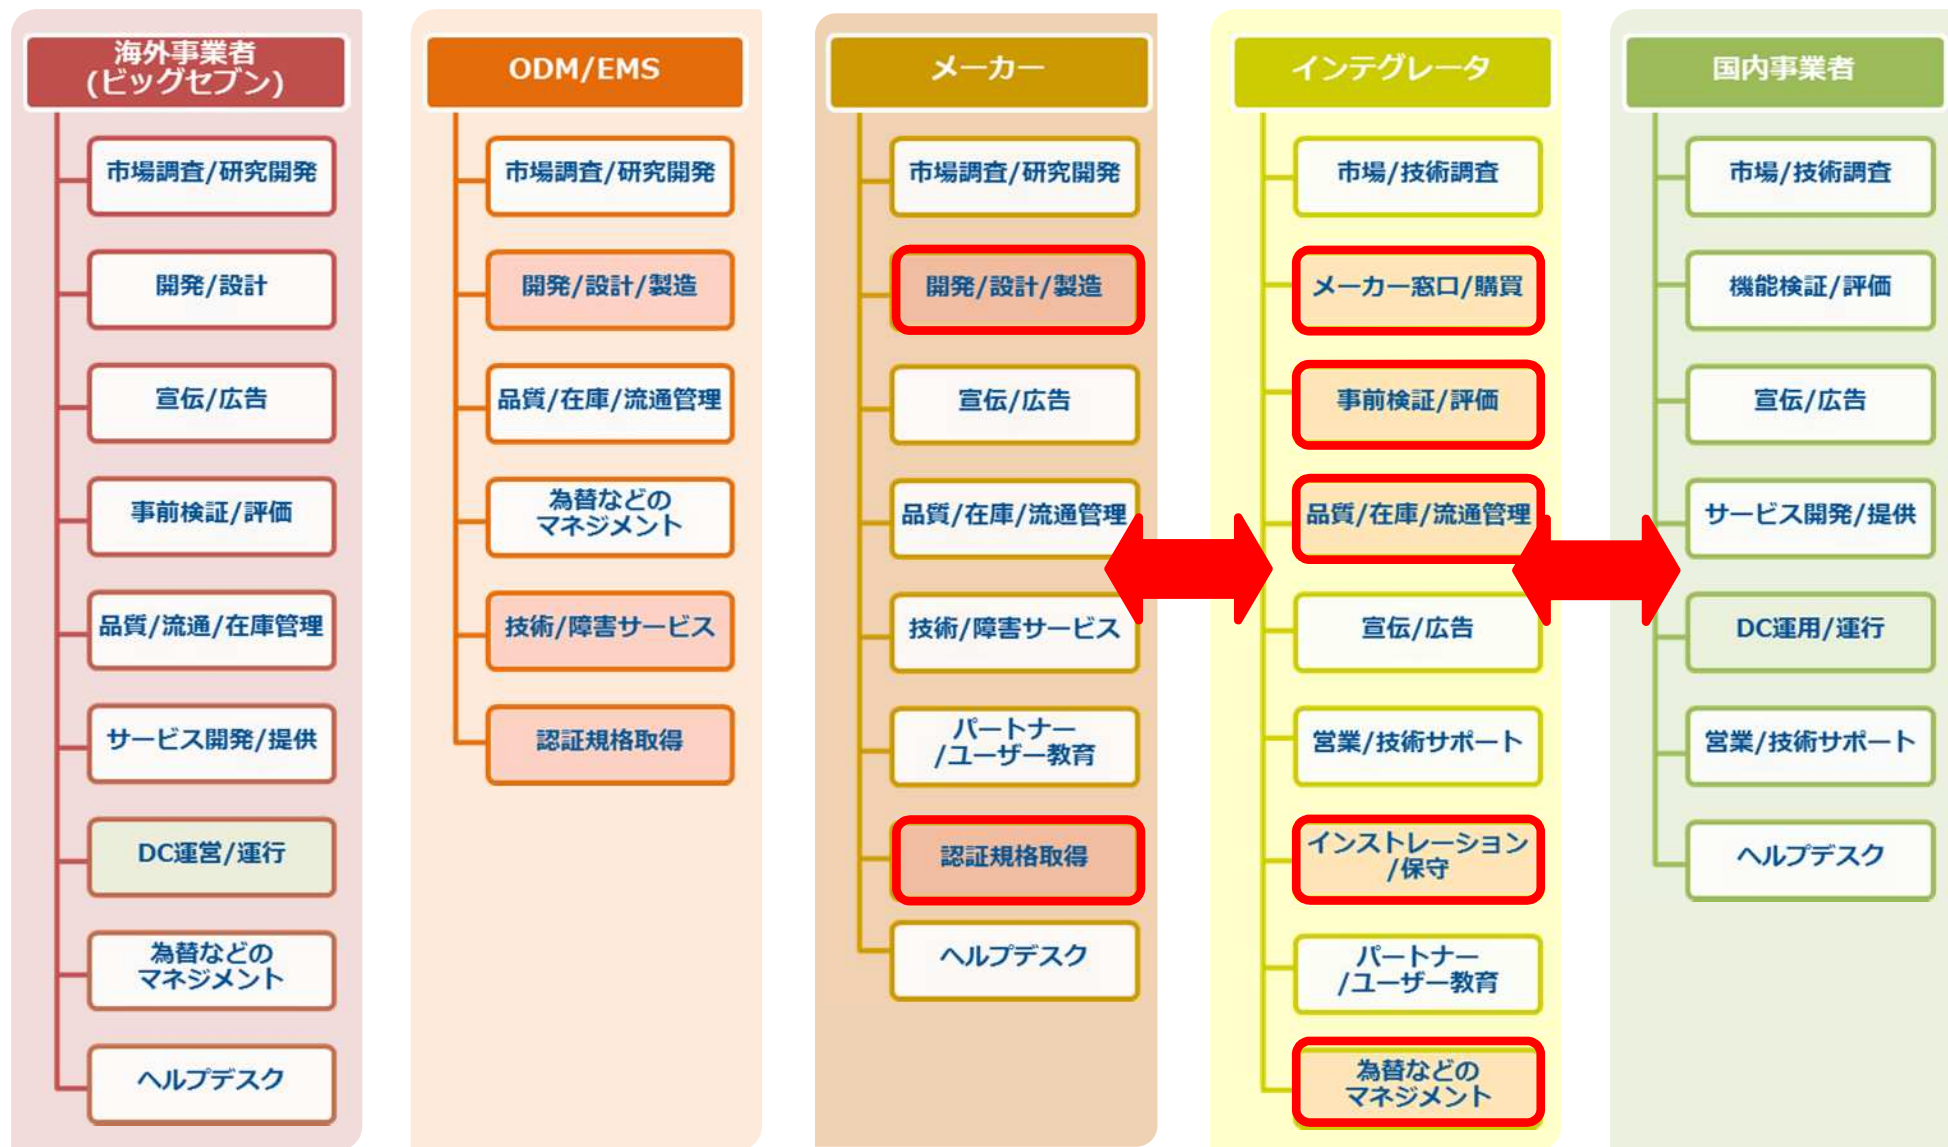 海外事業者
(ビッグセブン)
市場調査/研究開発
開発/設計
宣伝/広告
事前検証/評価
品質/流通/在庫管理
サービス開発/提供
DC運営/運行
為替などの
マネジメント
ヘルプデスク
ODM/EMS
市場調査/研究開発
開発/設計/製造
品質/在庫/流通管理
為替などの
マネジメント
技術/障害サービス
認証規格取得
メーカー
市場調査/研究開発
開発/設計/製造
宣伝/広告
品質/在庫/流通管理
技術/障害サービス
パートナー
/ユーザー教育
認証規格取得
ヘルプデスク
インテグレータ
市場/技術調査
メーカー窓口/購買
事前検証/評価
品質/在庫/流通管理
宣伝/広告
営業/技術サポート
インストレーション
/保守
パートナー
/ユーザー教育
為替などの
マネジメント
国内事業者
市場/技術調査
機能検証/評価
宣伝/広告
サービス開発/提供
DC運用/運行
営業/技術サポート
ヘルプデスク